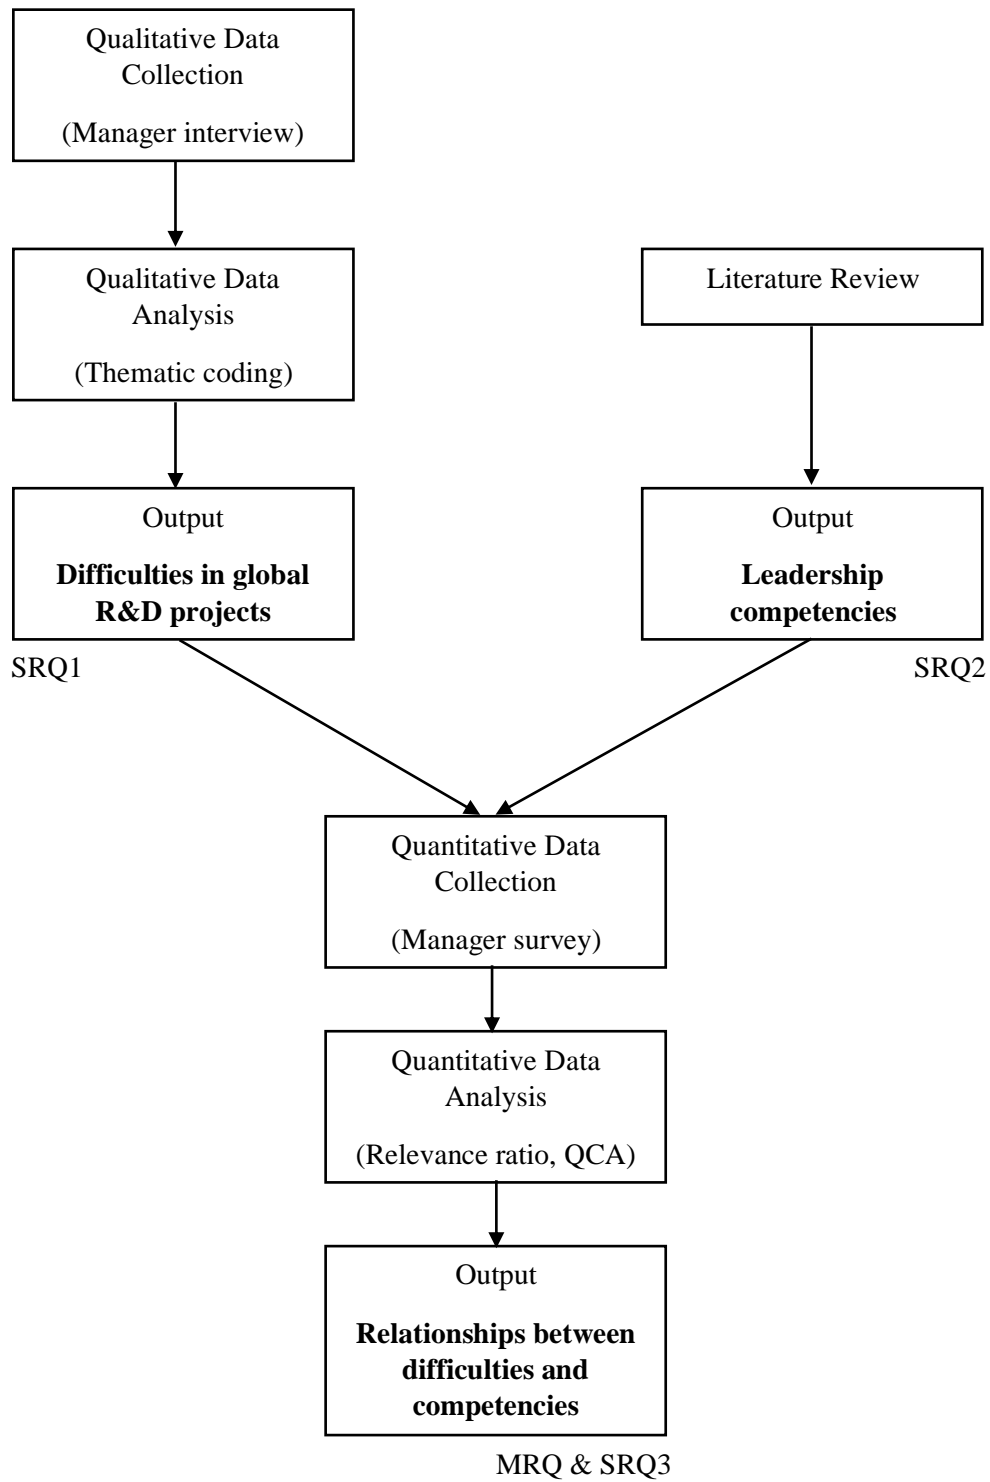 Qualitative Data
Collection
(Manager interview)
Qualitative Data
Analysis
(Thematic coding)
Literature Review
Output
Difficulties in global
R&D projects
Output
Leadership
competencies
SRQ1
SRQ2
Quantitative Data
Collection
(Manager survey)
Quantitative Data
Analysis
(Relevance ratio, QCA)
Output
Relationships between
difficulties and
competencies
MRQ & SRQ3